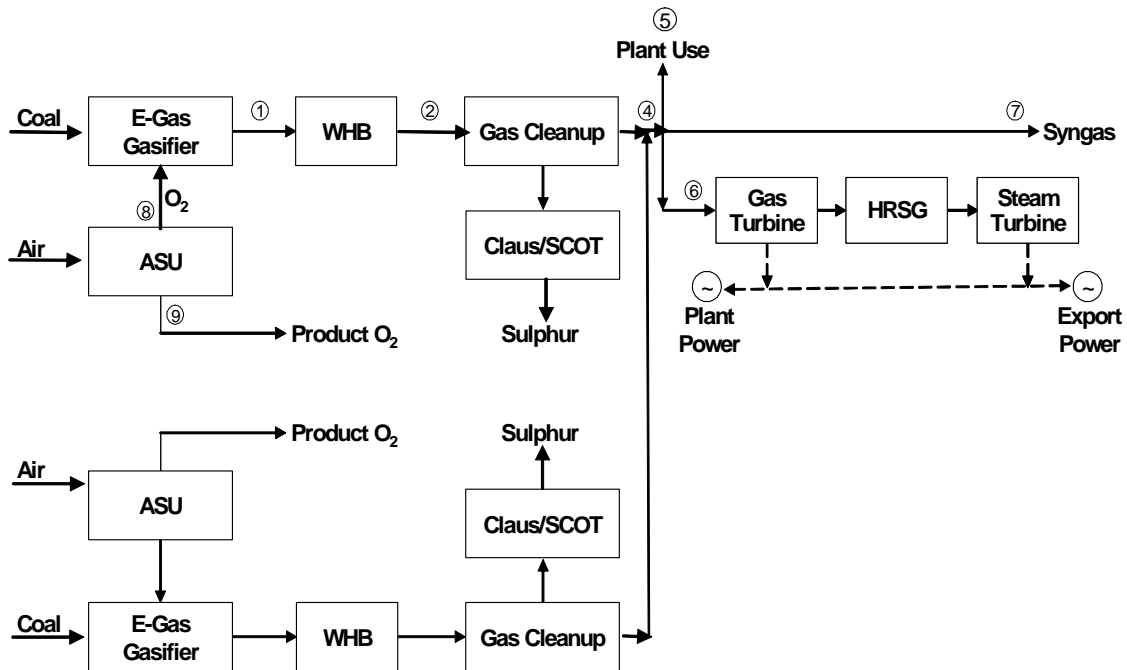 ⑤
Plant Use
Coal
E-Gas
Gasifier
①
WHB
②
Gas Cleanup
④
⑦
Syngas
⑧
O₂
⑥
Gas
Turbine
HRSG
Steam
Turbine
Air
ASU
Claus/SCOT
⑨
Product O₂
Sulphur
~
Plant
Power
~
Export
Power
Product O₂
Sulphur
Air
ASU
Claus/SCOT
Coal
E-Gas
Gasifier
WHB
Gas Cleanup